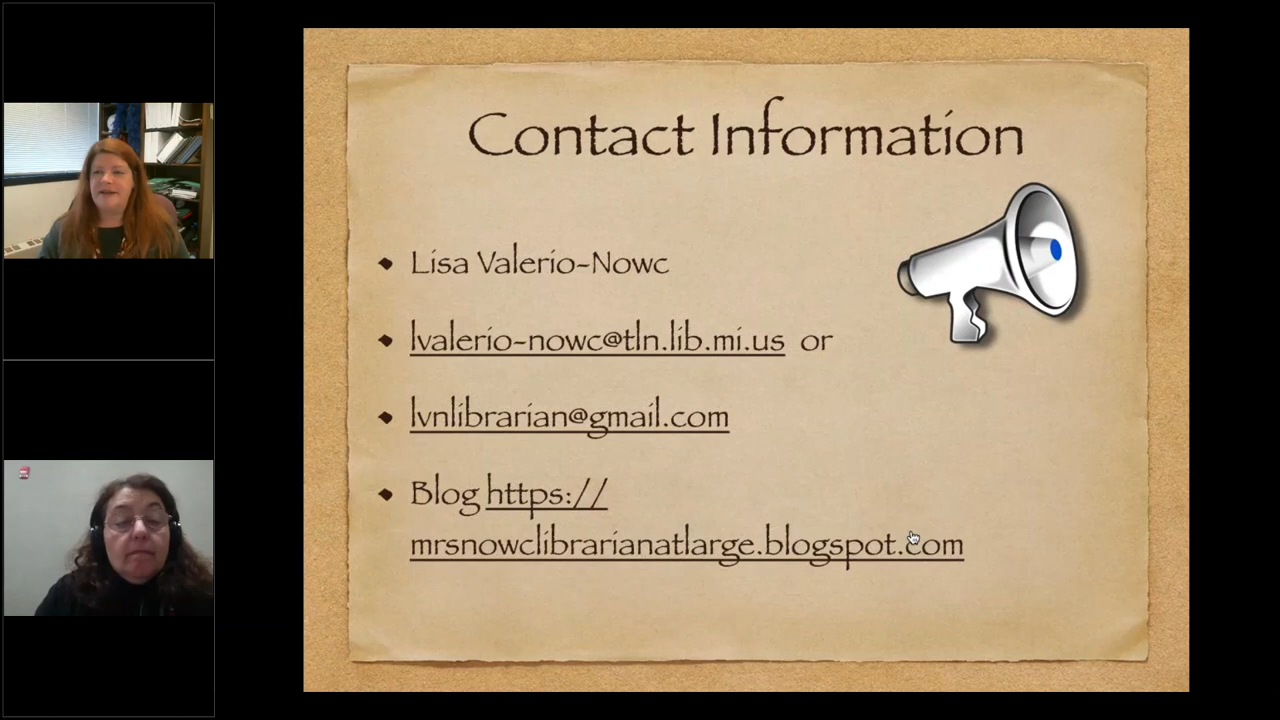 Contact Information
Lisa Valerio-Nowc
lvalerio-nowc@tln.lib.mi.us or
lvnlibrarian@gmail.com
Blog https://
mrsnowclibrarianatlarge.blogspot.com